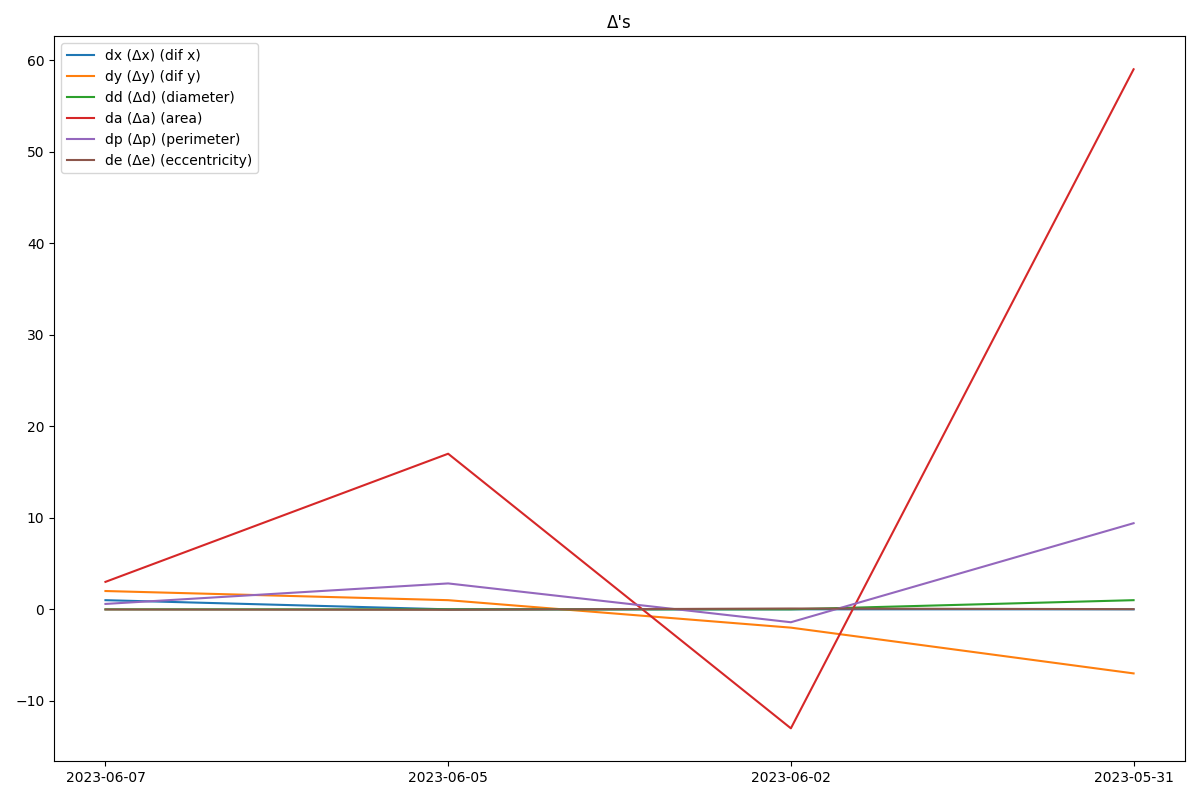 Δ's
dx (Δx) (dif x)
dy (Δy) (dif y)
dd (Δd) (diameter)
da (Δa) (area)
dp (Δp) (perimeter)
de (Δe) (eccentricity)
60
50
40
30
20
10
0
−10
2023-06-07 2023-06-05 2023-06-02 2023-05-31